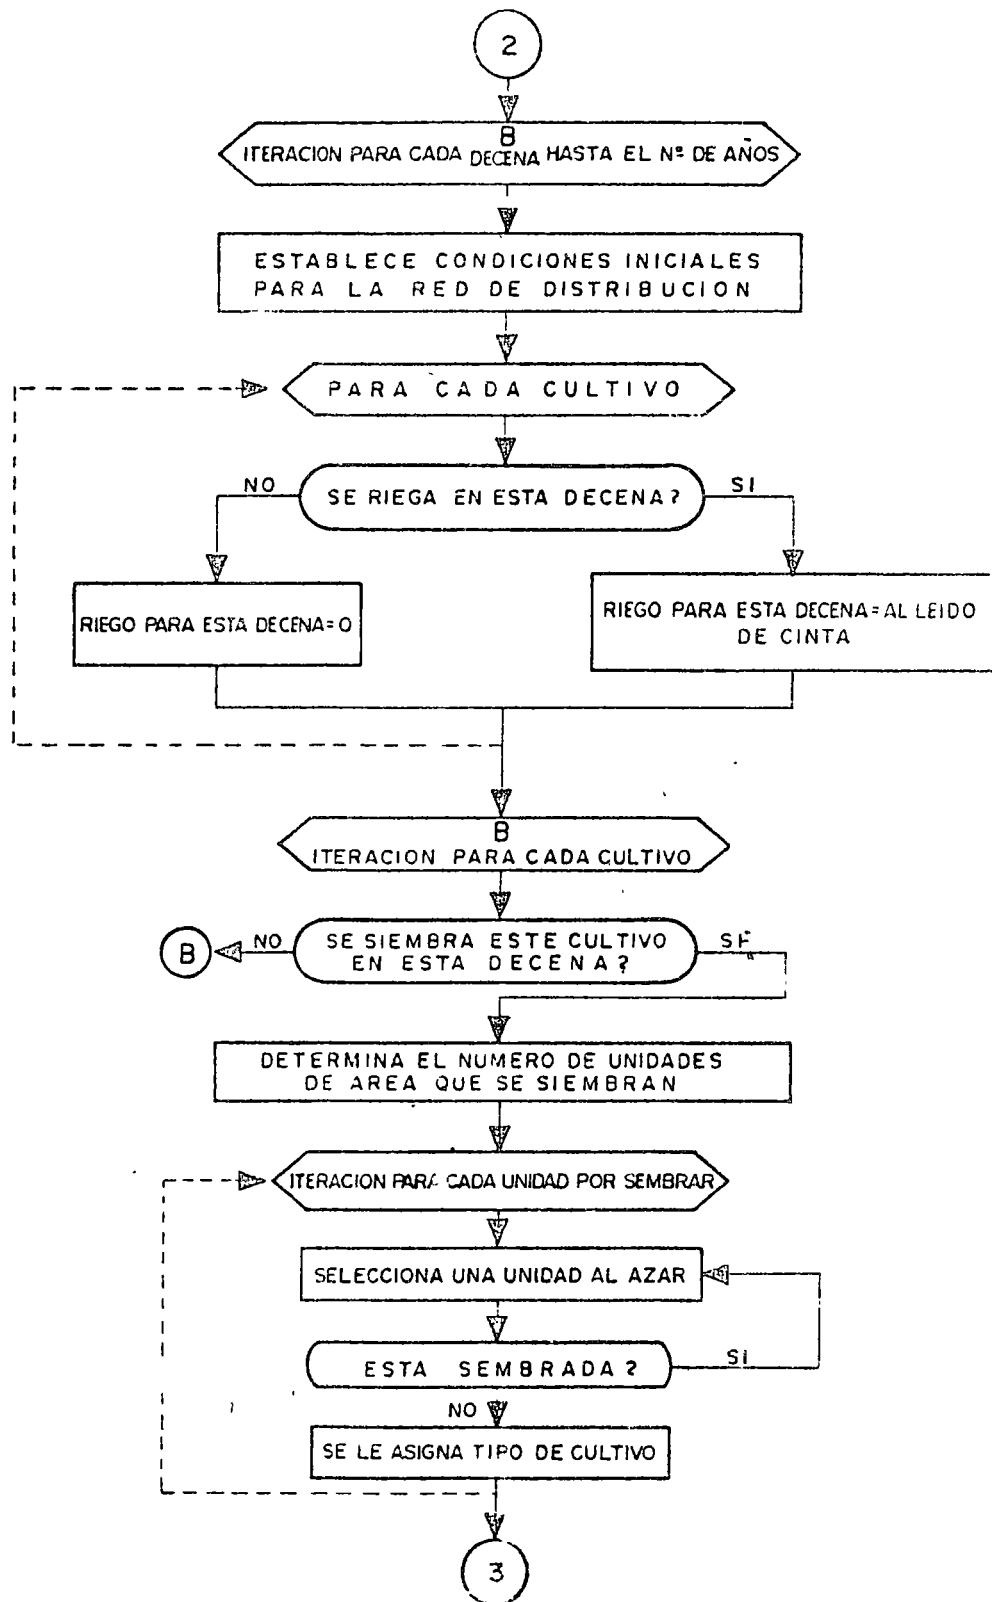 2
B
ITERACION PARA CADA DECENA HASTA EL Nº DE AÑOS
ESTABLECE CONDICIONES INICIALES
PARA LA RED DE DISTRIBUCION
PARA CADA CULTIVO
NO
SE RIEGA EN ESTA DECENA?
SI
RIEGO PARA ESTA DECENA=0
RIEGO PARA ESTA DECENA=AL LEIDO
DE CINTA
B
ITERACION PARA CADA CULTIVO
B
NO
SE SIEMBRA ESTE CULTIVO
EN ESTA DECENA?
SI
DETERMINA EL NUMERO DE UNIDADES
DE AREA QUE SE SIEMBRAN
ITERACION PARA CADA UNIDAD POR SEMBRAR
SELECCIONA UNA UNIDAD AL AZAR
ESTA SEMBRADA?
SI
NO
SE LE ASIGNA TIPO DE CULTIVO
3